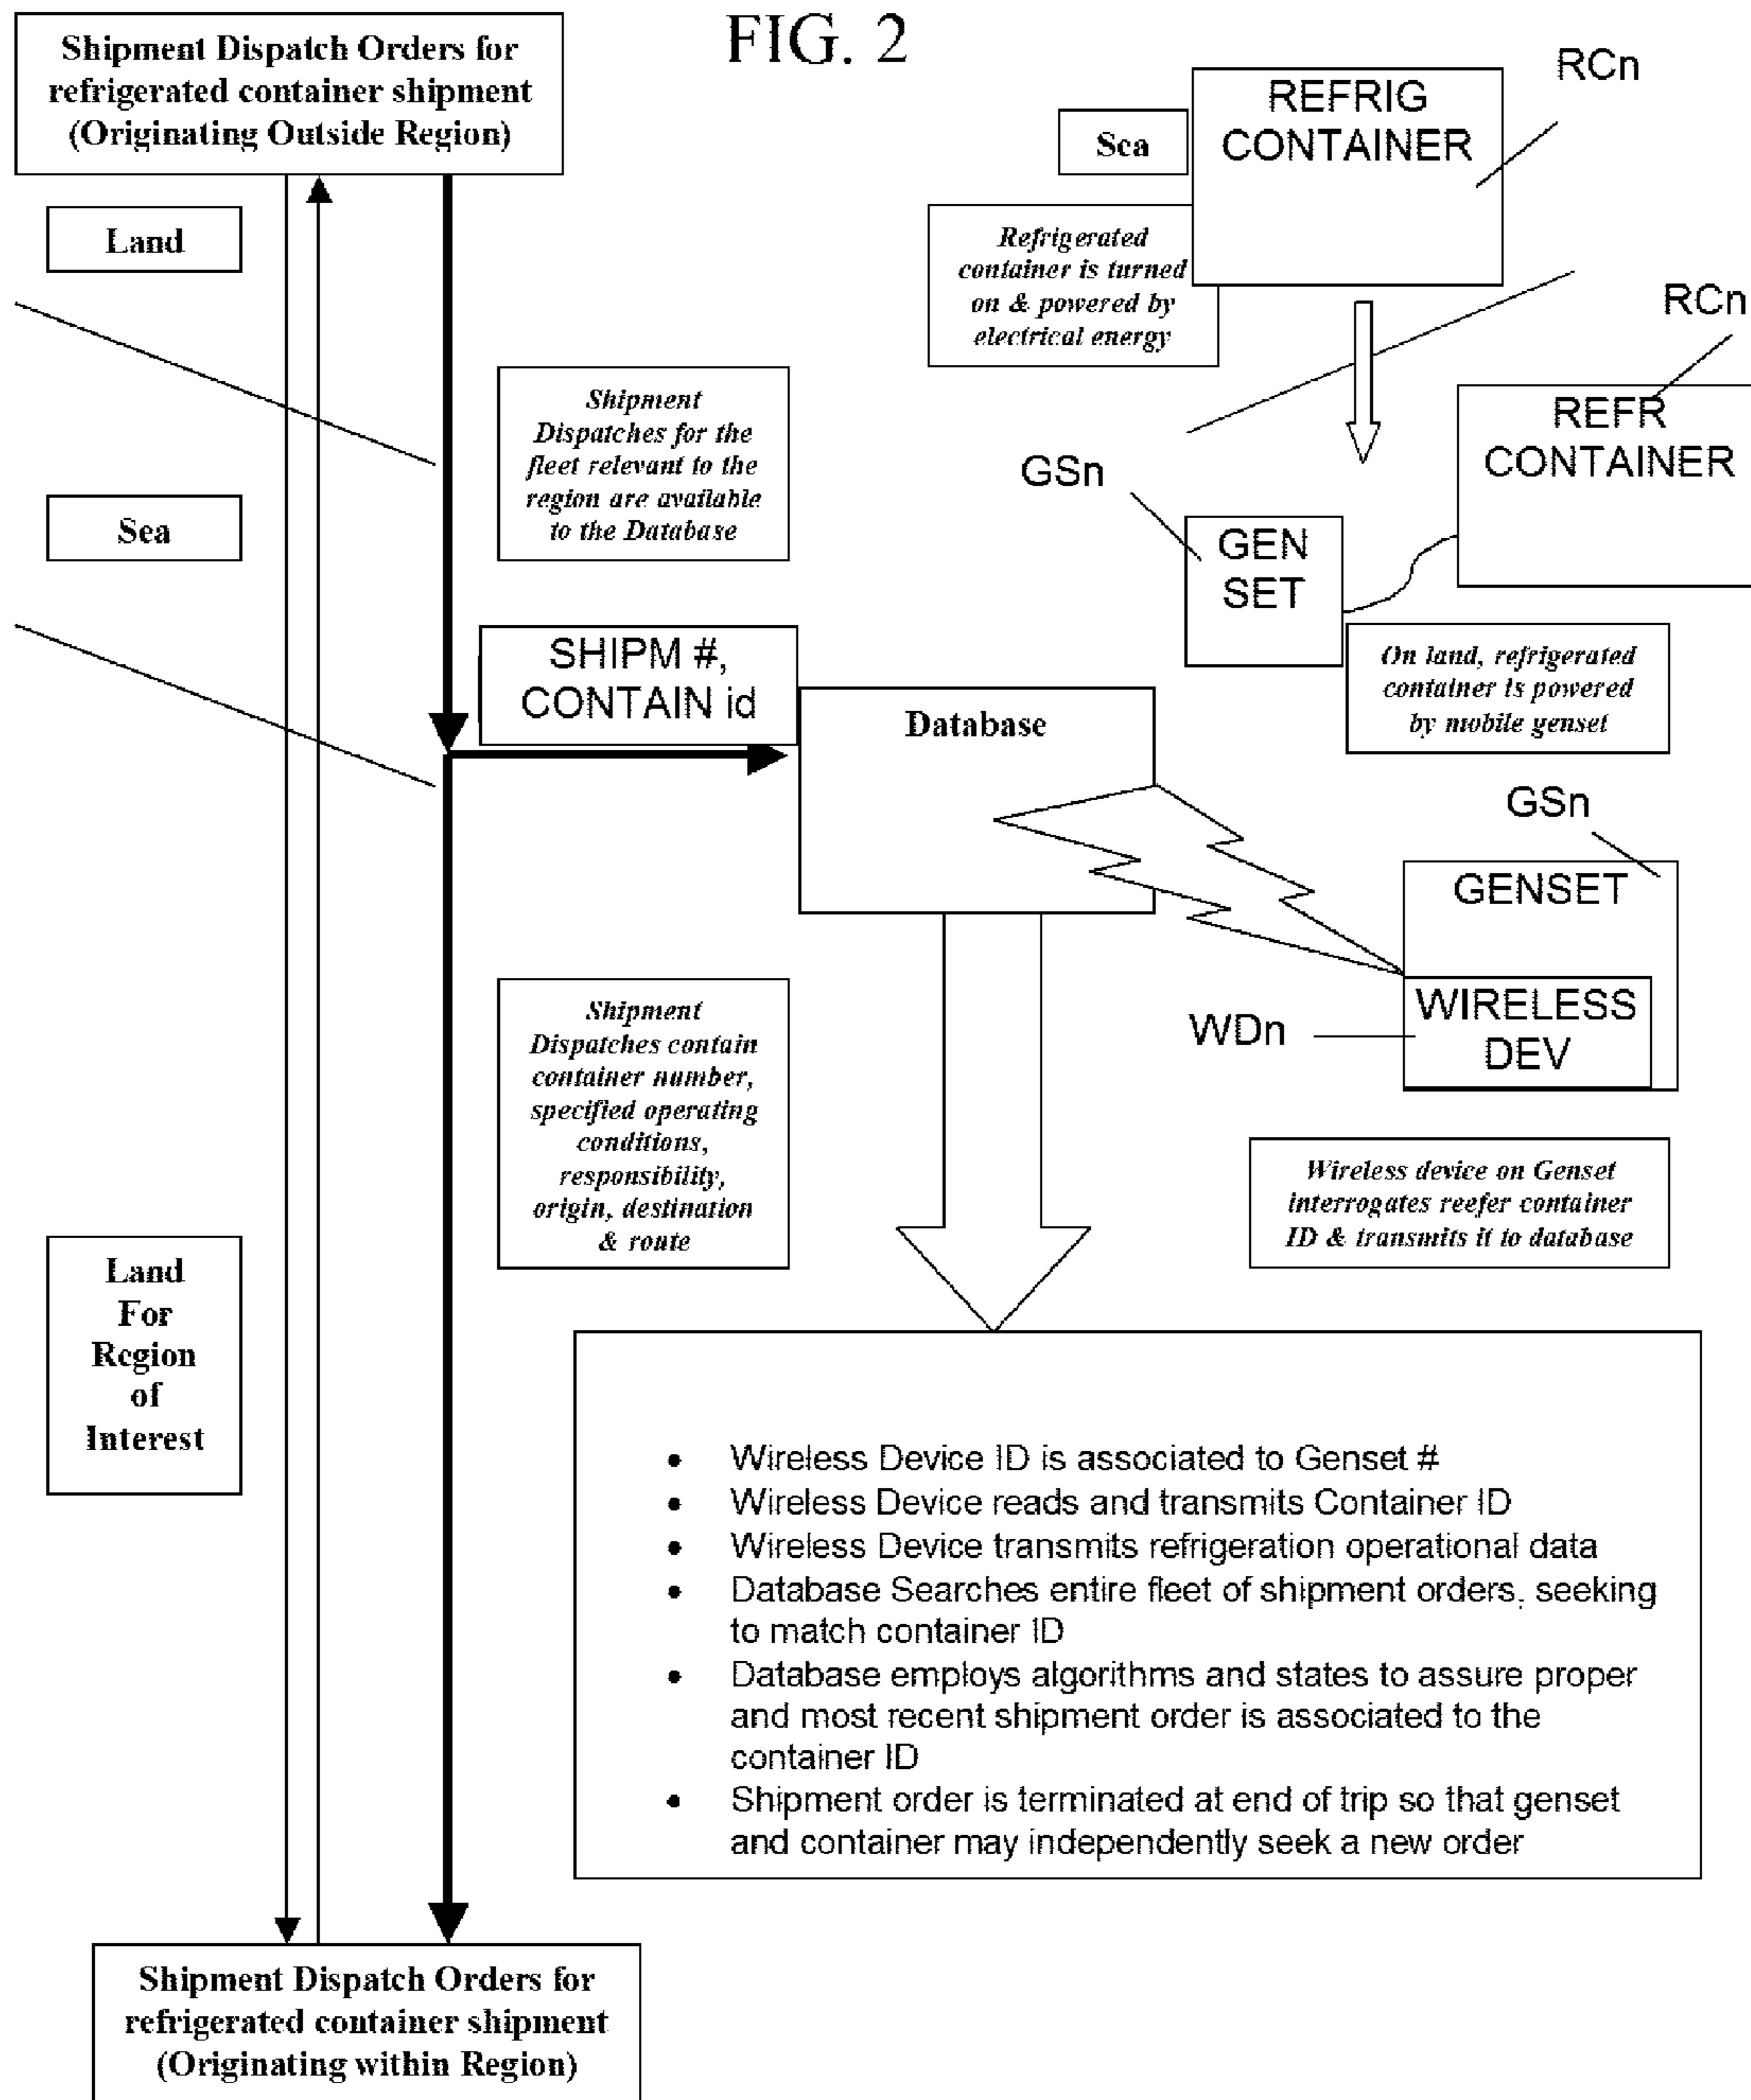 FIG. 2
Shipment Dispatch Orders for
refrigerated container shipment
(Originating Outside Region)
Land
Sea
Land
For
Region
of
Interest
Shipment
Dispatches for the
fleet relevant to the
region are available
to the Database
SHIPM #,
CONTAIN id
Database
Shipment
Dispatches contain
container number,
specified operating
conditions,
responsibility,
origin, destination
& route
Sea
REFRIG
CONTAINER
RCn
Refrigerated
container is turned
on & powered by
electrical energy
RCn
REFR
CONTAINER
GSn
GEN
SET
On land, refrigerated
container is powered
by mobile genset
GSn
GENSET
WIRELESS
DEV
WDn
Wireless device on Genset
interrogates reefer container
ID & transmits it to database
• Wireless Device ID is associated to Genset #
• Wireless Device reads and transmits Container ID
• Wireless Device transmits refrigeration operational data
• Database Searches entire fleet of shipment orders, seeking
to match container ID
• Database employs algorithms and states to assure proper
and most recent shipment order is associated to the
container ID
• Shipment order is terminated at end of trip so that genset
and container may independently seek a new order
Shipment Dispatch Orders for
refrigerated container shipment
(Originating within Region)